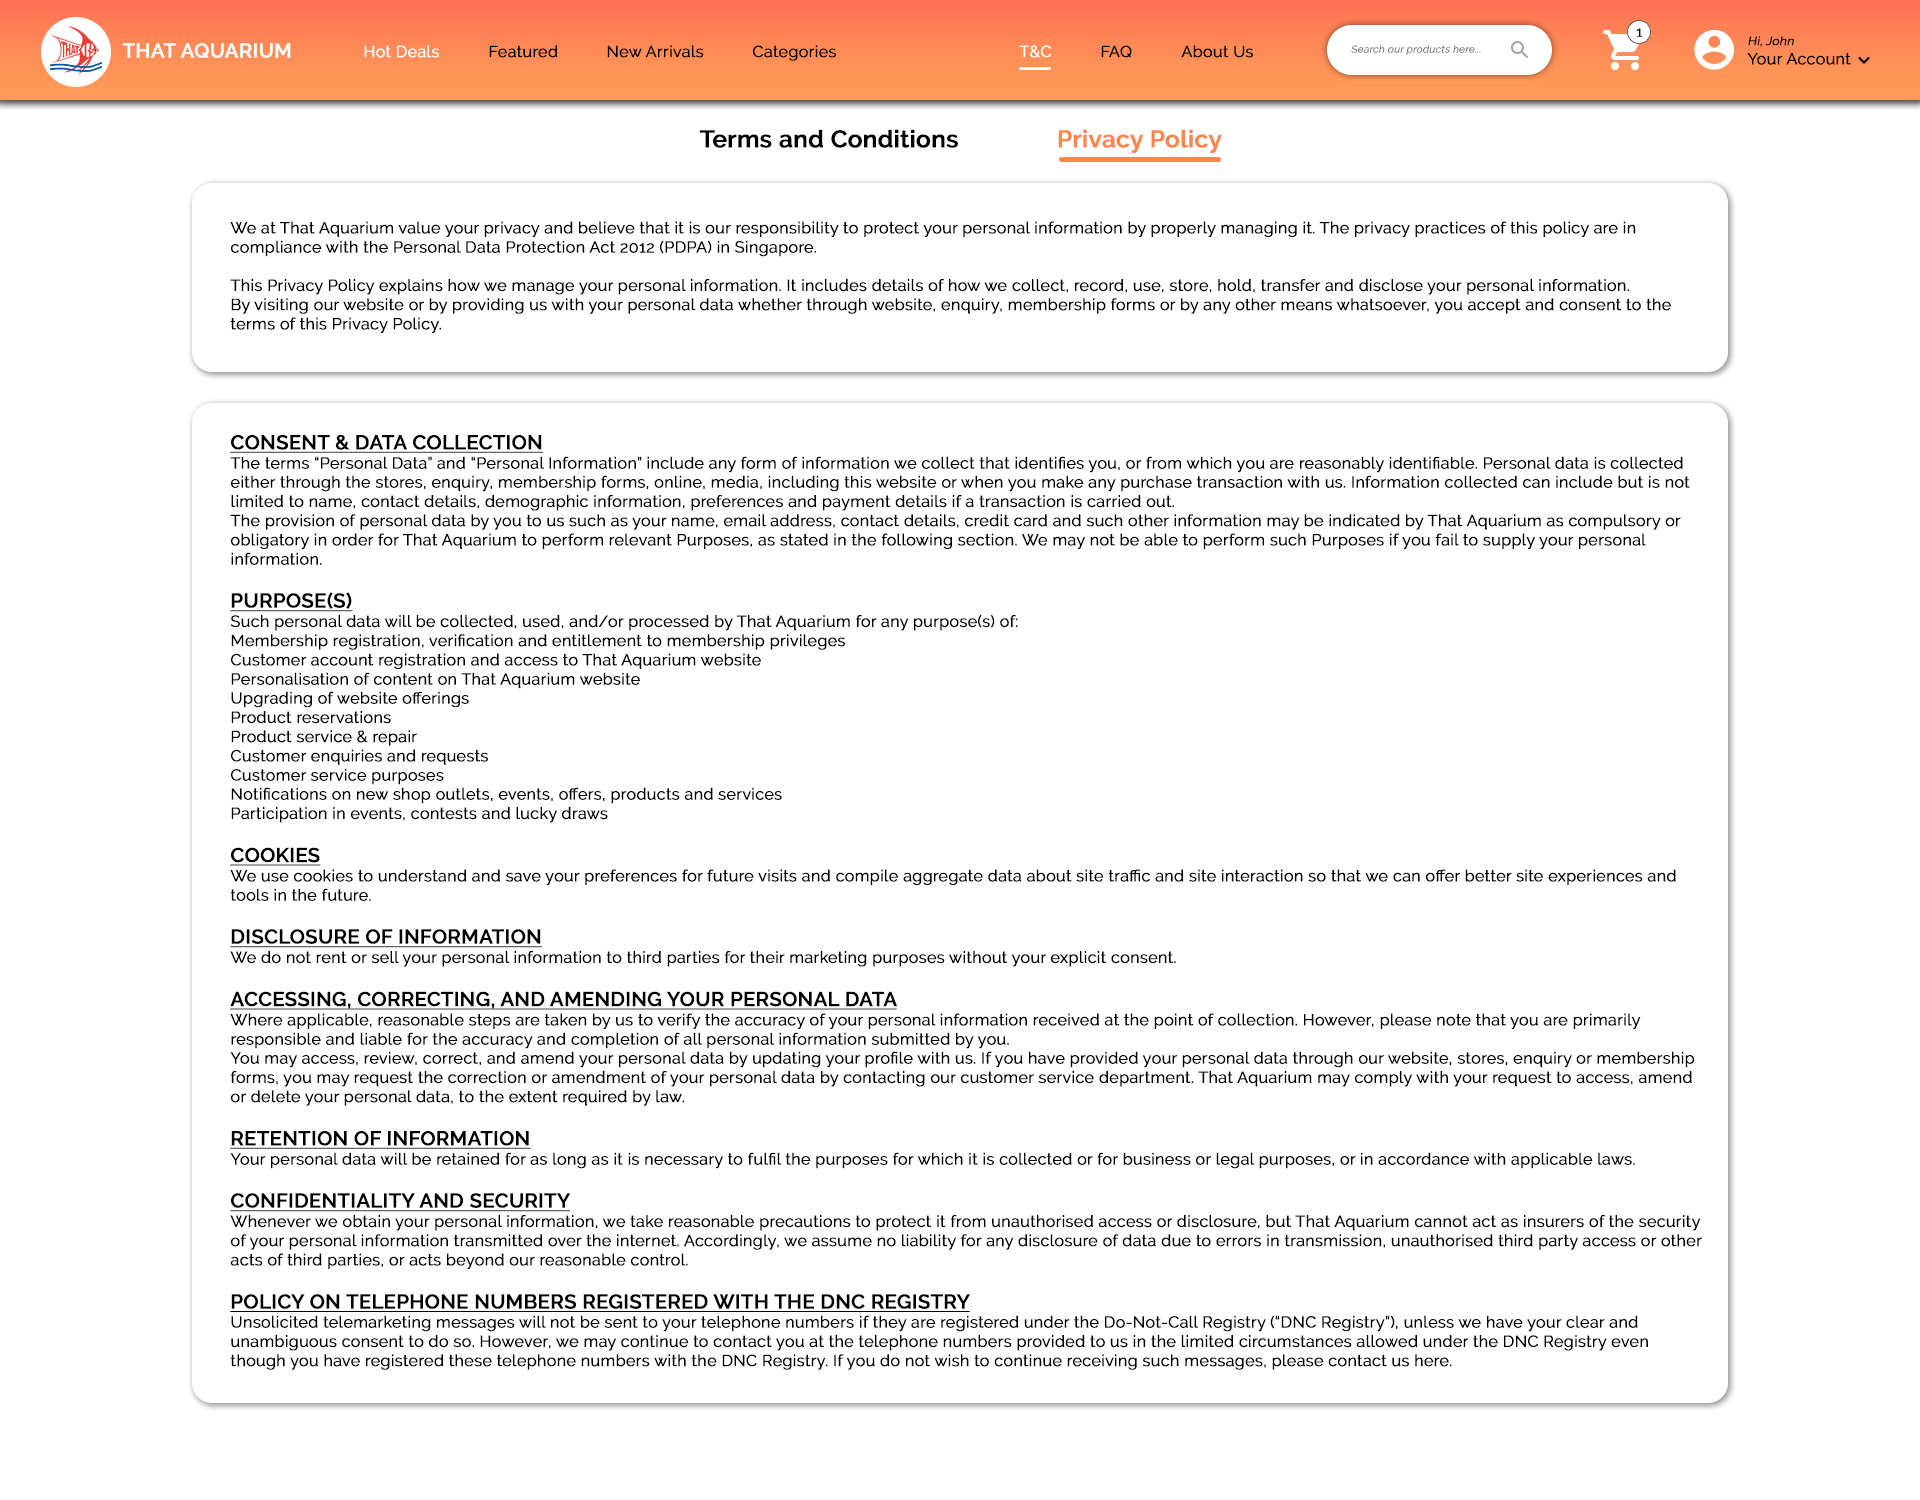 THAT
THAT AQUARIUM
Hot Deals
Featured
New Arrivals
Categories
T&C
FAQ
About Us
Search our products here...
1
Hi, John
Your Account
Terms and Conditions
Privacy Policy
We at That Aquarium value your privacy and believe that it is our responsibility to protect your personal information by properly managing it. The privacy practices of this policy are in
compliance with the Personal Data Protection Act 2012 (PDPA) in Singapore.
This Privacy Policy explains how we manage your personal information. It includes details of how we collect, record, use, store, hold, transfer and disclose your personal information.
By visiting our website or by providing us with your personal data whether through website, enquiry, membership forms or by any other means whatsoever, you accept and consent to the
terms of this Privacy Policy.
CONSENT & DATA COLLECTION
The terms “Personal Data” and “Personal Information” include any form of information we collect that identifies you, or from which you are reasonably identifiable. Personal data is collected
either through the stores, enquiry, membership forms, online, media, including this website or when you make any purchase transaction with us. Information collected can include but is not
limited to name, contact details, demographic information, preferences and payment details if a transaction is carried out.
The provision of personal data by you to us such as your name, email address, contact details, credit card and such other information may be indicated by That Aquarium as compulsory or
obligatory in order for That Aquarium to perform relevant Purposes, as stated in the following section. We may not be able to perform such Purposes if you fail to supply your personal
information.
PURPOSE(S)
Such personal data will be collected, used, and/or processed by That Aquarium for any purpose(s) of:
Membership registration, verification and entitlement to membership privileges
Customer account registration and access to That Aquarium website
Personalisation of content on That Aquarium website
Upgrading of website offerings
Product reservations
Product service & repair
Customer enquiries and requests
Customer service purposes
Notifications on new shop outlets, events, offers, products and services
Participation in events, contests and lucky draws
COOKIES
We use cookies to understand and save your preferences for future visits and compile aggregate data about site traffic and site interaction so that we can offer better site experiences and
tools in the future.
DISCLOSURE OF INFORMATION
We do not rent or sell your personal information to third parties for their marketing purposes without your explicit consent.
ACCESSING, CORRECTING, AND AMENDING YOUR PERSONAL DATA
Where applicable, reasonable steps are taken by us to verify the accuracy of your personal information received at the point of collection. However, please note that you are primarily
responsible and liable for the accuracy and completion of all personal information submitted by you.
You may access, review, correct, and amend your personal data by updating your profile with us. If you have provided your personal data through our website, stores, enquiry or membership
forms, you may request the correction or amendment of your personal data by contacting our customer service department. That Aquarium may comply with your request to access, amend
or delete your personal data, to the extent required by law.
RETENTION OF INFORMATION
Your personal data will be retained for as long as it is necessary to fulfil the purposes for which it is collected or for business or legal purposes, or in accordance with applicable laws.
CONFIDENTIALITY AND SECURITY
Whenever we obtain your personal information, we take reasonable precautions to protect it from unauthorised access or disclosure, but That Aquarium cannot act as insurers of the security
of your personal information transmitted over the internet. Accordingly, we assume no liability for any disclosure of data due to errors in transmission, unauthorised third party access or other
acts of third parties, or acts beyond our reasonable control.
POLICY ON TELEPHONE NUMBERS REGISTERED WITH THE DNC REGISTRY
Unsolicited telemarketing messages will not be sent to your telephone numbers if they are registered under the Do-Not-Call Registry ("DNC Registry"), unless we have your clear and
unambiguous consent to do so. However, we may continue to contact you at the telephone numbers provided to us in the limited circumstances allowed under the DNC Registry even
though you have registered these telephone numbers with the DNC Registry. If you do not wish to continue receiving such messages, please contact us here.